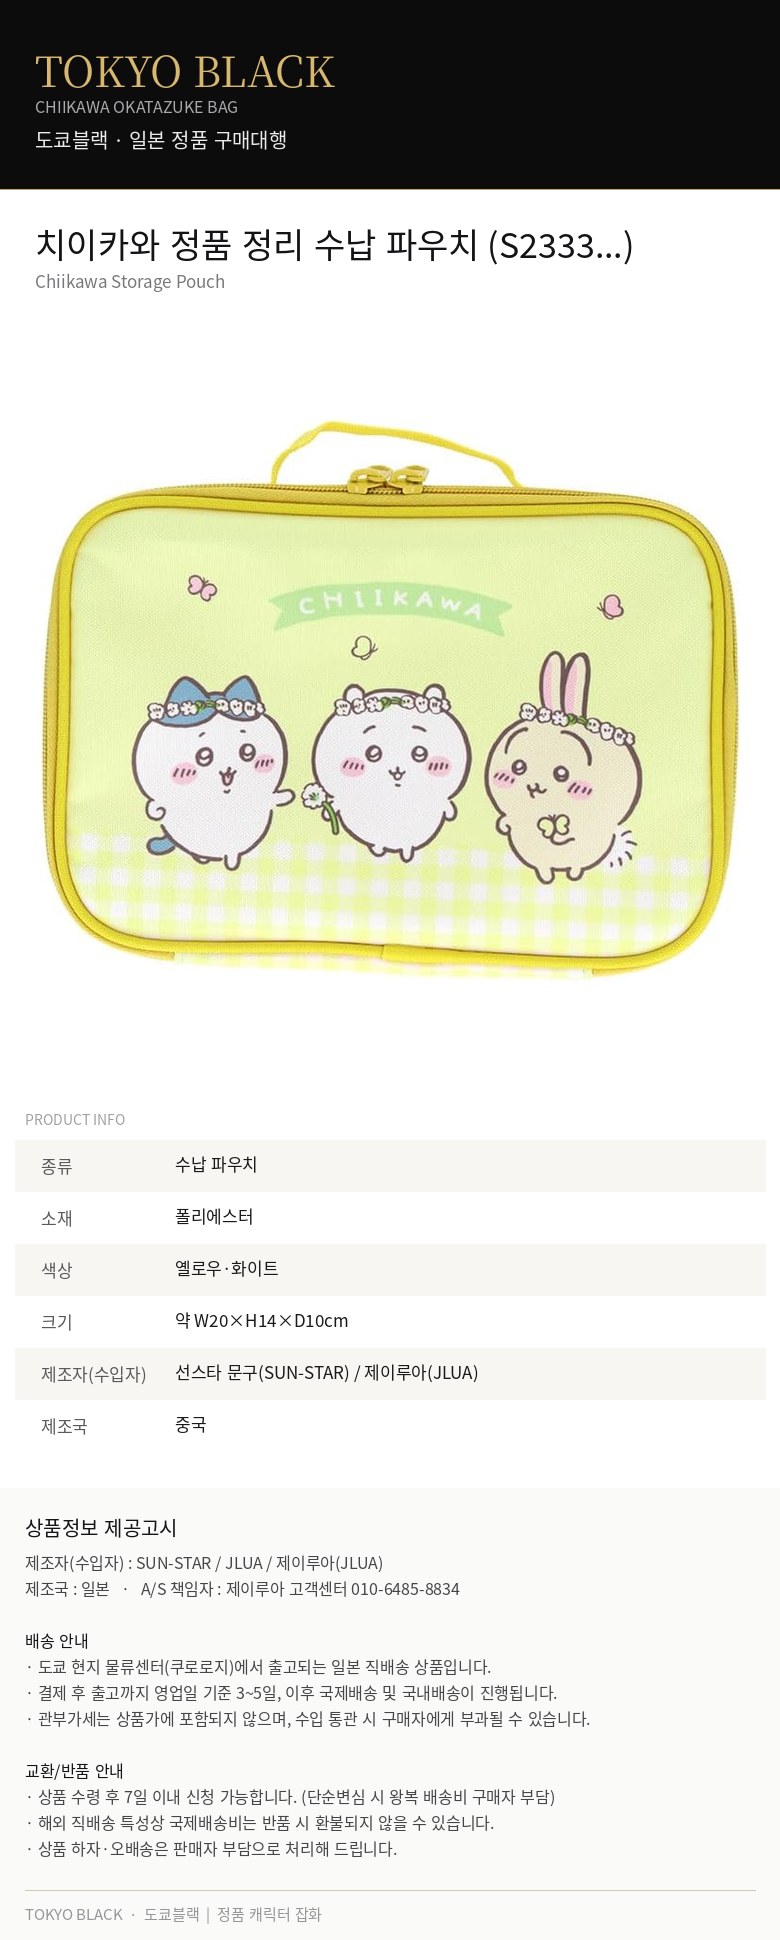 TOKYO BLACK
CHIIKAWA OKATAZUKE BAG
도쿄블랙 · 일본 정품 구매대행
치이카와 정품 정리 수납 파우치 (S2333...)
Chiikawa Storage Pouch
CHIIKAWA
PRODUCT INFO
종류 수납 파우치
소재 폴리에스터
색상 옐로우·화이트
크기 약 W20×H14×D10cm
제조자(수입자) 선스타 문구(SUN-STAR) / 제이루아(JLUA)
제조국 중국
상품정보 제공고시
제조자(수입자) : SUN-STAR / JLUA / 제이루아(JLUA)
제조국 : 일본 · A/S 책임자 : 제이루아 고객센터 010-6485-8834
배송 안내
· 도쿄 현지 물류센터(쿠로로지)에서 출고되는 일본 직배송 상품입니다.
· 결제 후 출고까지 영업일 기준 3~5일, 이후 국제배송 및 국내배송이 진행됩니다.
· 관부가세는 상품가에 포함되지 않으며, 수입 통관 시 구매자에게 부과될 수 있습니다.
교환/반품 안내
· 상품 수령 후 7일 이내 신청 가능합니다. (단순변심 시 왕복 배송비 구매자 부담)
· 해외 직배송 특성상 국제배송비는 반품 시 환불되지 않을 수 있습니다.
· 상품 하자·오배송은 판매자 부담으로 처리해 드립니다.
TOKYO BLACK · 도쿄블랙 | 정품 캐릭터 잡화